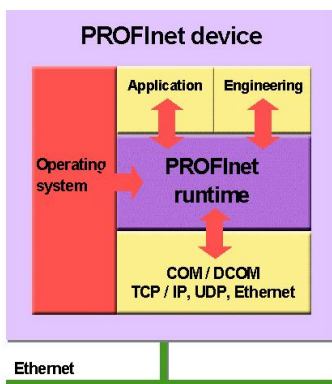 PROFInet device
Application
Engineering
Operating
system
PROFInet
runtime
COM / DCOM
TCP / IP, UDP, Ethernet
Ethernet